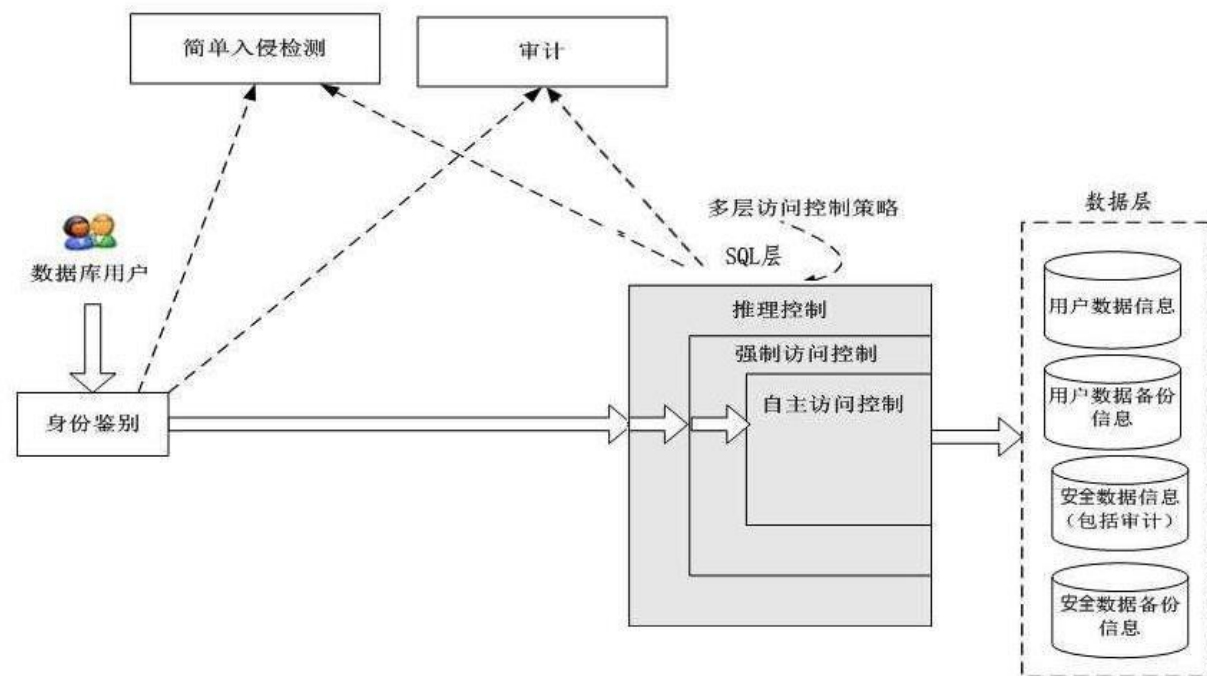 简单入侵检测
审计
多层访问控制策略
SQL层
数据层
数据库用户
推理控制
强制访问控制
自主访问控制
身份鉴别
用户数据信息
用户数据备份
信息
安全数据信息
（包括审计）
安全数据备份
信息